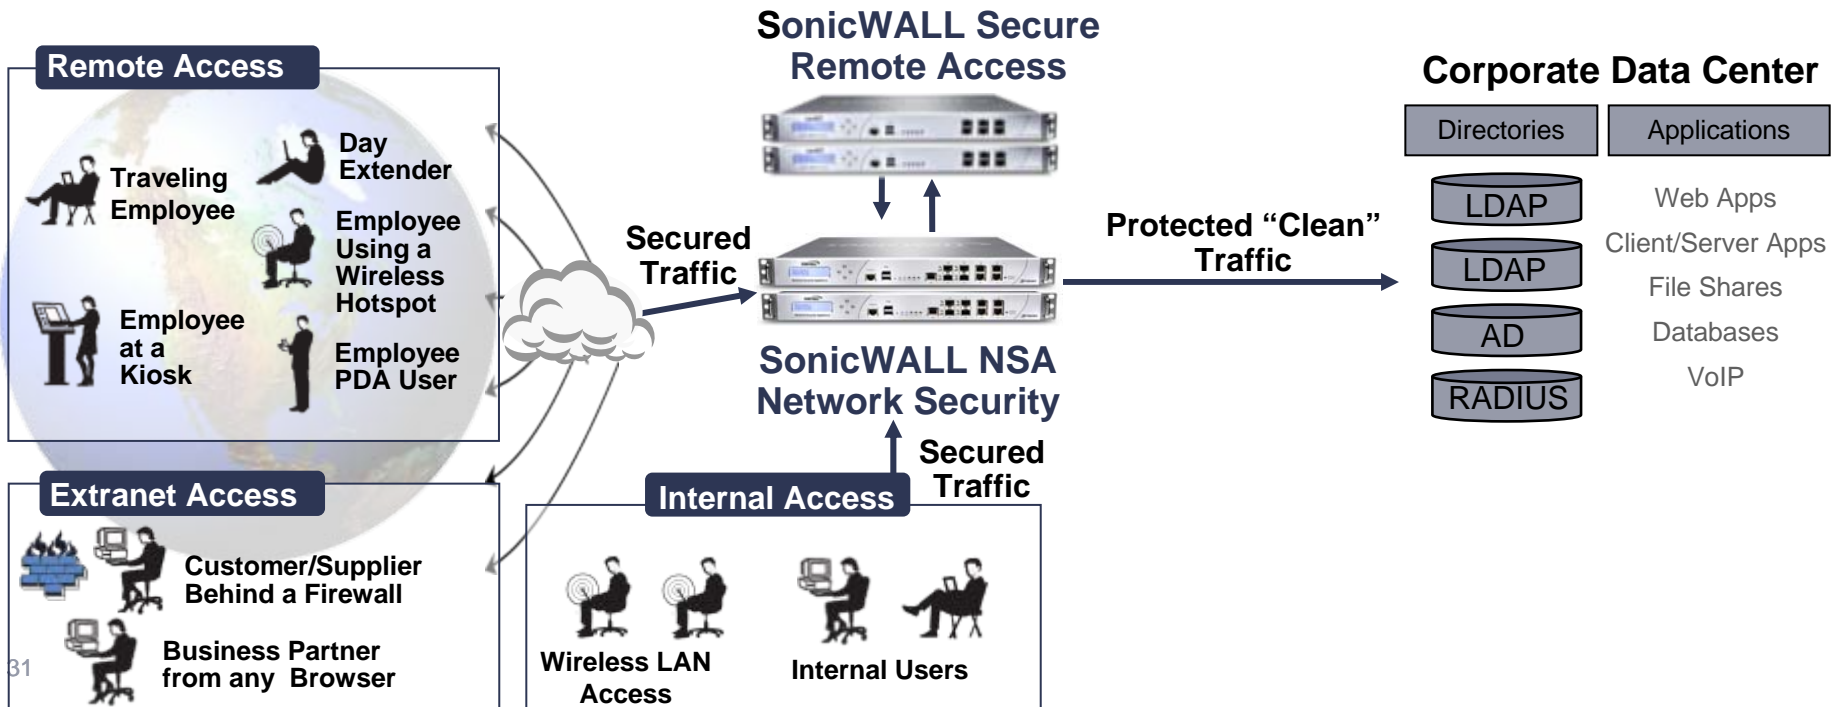 SonicWALL Secure
Remote Access
Remote Access
Corporate Data Center
Directories
Applications
Day
Extender
Traveling
Employee
Employee
Using a
Wireless
Hotspot
Employee
at a
Kiosk
Employee
PDA User
Secured
Traffic
Protected “Clean”
Traffic
LDAP
LDAP
AD
RADIUS
Web Apps
Client/Server Apps
File Shares
Databases
VoIP
SonicWALL NSA
Network Security
Secured
Traffic
Extranet Access
Customer/Supplier
Behind a Firewall
Business Partner
from any Browser
Internal Access
Wireless LAN
Access
Internal Users
31